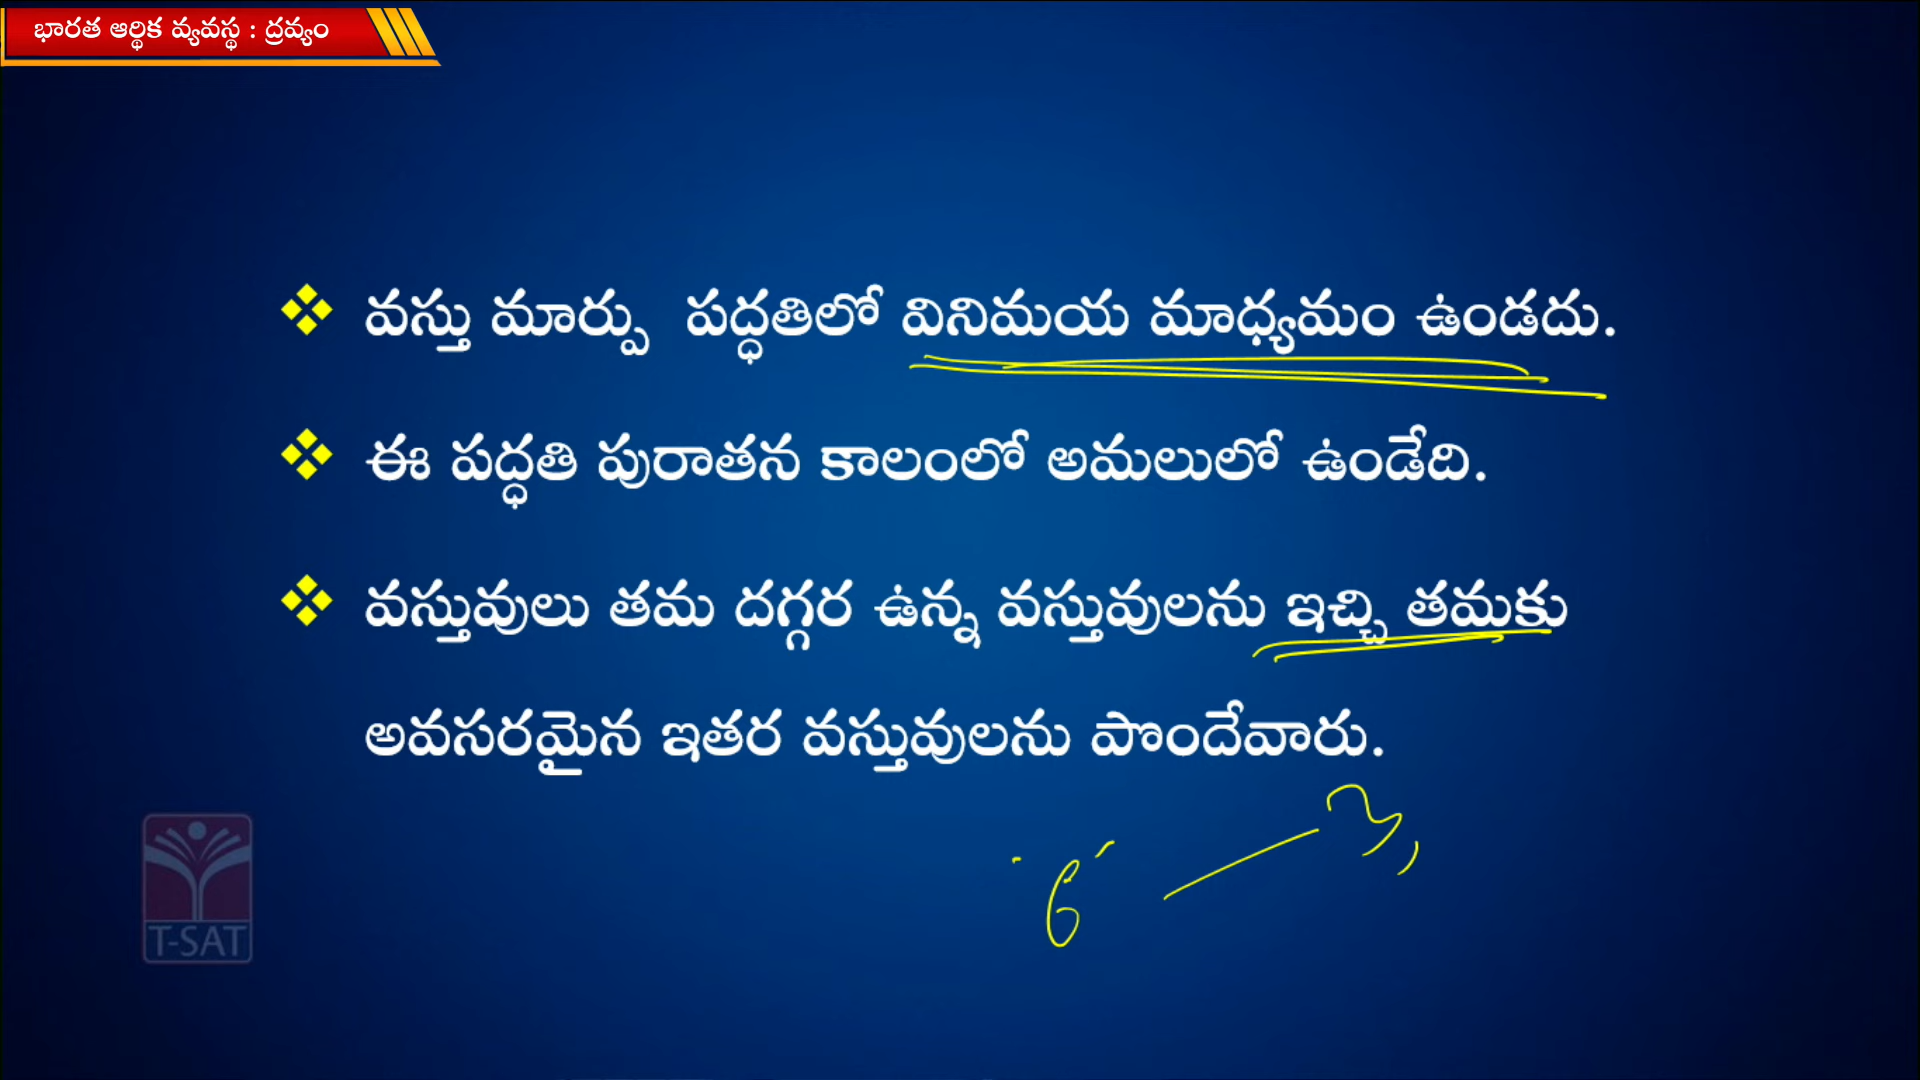 భారత ఆర్థిక వ్యవస్థ : ద్రవ్యం
వస్తు మార్పు పద్ధతిలో వినిమయ మాధ్యమం ఉండదు.
ఈ పద్ధతి పురాతన కాలంలో అమలులో ఉండేది.
వస్తువులు తమ దగ్గర ఉన్న వస్తువులను ఇచ్చి తమకు
అవసరమైన ఇతర వస్తువులను పొందేవారు.
T-SAT